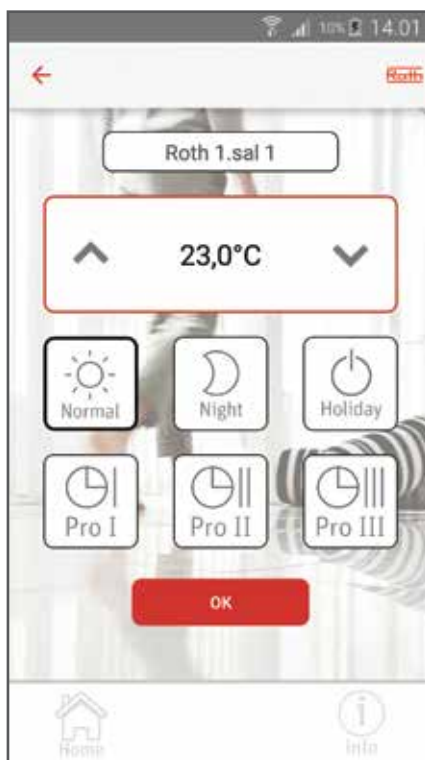 10% 14.01
Roth
Roth 1.sal 1
23,0°C
Normal Night Holiday
Pro I Pro II Pro III
OK
Home Info